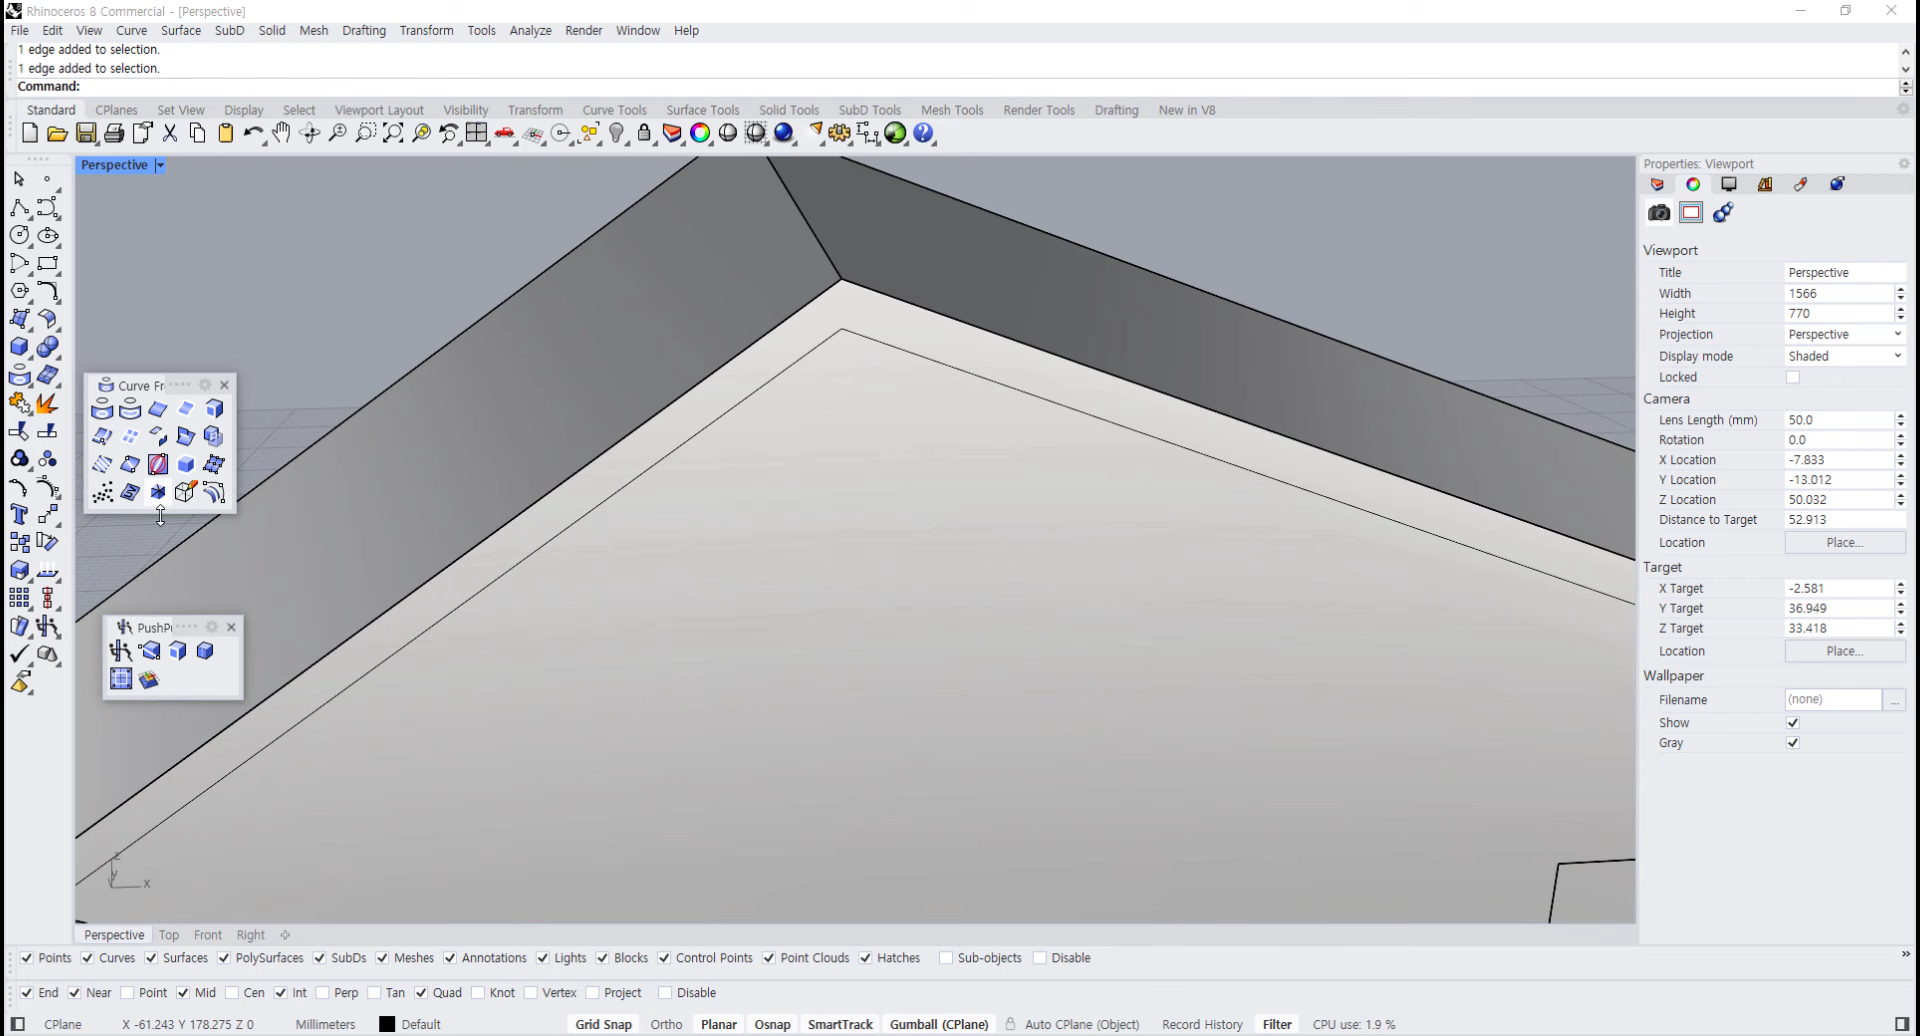 Rhinoceros 8 Commercial - [Perspective]
File Edit View Curve Surface SubD Solid Mesh Drafting Transform Tools Analyze Render Window Help
1 edge added to selection.
1 edge added to selection.
Command:
Standard CPlanes Set View Display Select Viewport Layout Visibility Transform Curve Tools Surface Tools Solid Tools SubD Tools Mesh Tools Render Tools Drafting New in V8
Perspective
Properties: Viewport
Viewport
Title Perspective
Width 1566
Height 770
Projection Perspective
Display mode Shaded
Locked
Camera
Lens Length (mm) 50.0
Rotation 0.0
X Location -7.833
Y Location -13.012
Z Location 50.032
Distance to Target 52.913
Location Place...
Target
X Target -2.581
Y Target 36.949
Z Target 33.418
Location Place...
Wallpaper
Filename (none) ...
Show
Gray
Curve Fr
PushP
z
y
x
Perspective Top Front Right
Points Curves Surfaces PolySurfaces SubDs Meshes Annotations Lights Blocks Control Points Point Clouds Hatches Sub-objects Disable
End Near Point Mid Cen Int Perp Tan Quad Knot Vertex Project Disable
CPlane X -61.243 Y 178.275 Z 0 Millimeters Default Grid Snap Ortho Planar Osnap SmartTrack Gumball (CPlane) Auto CPlane (Object) Record History Filter CPU use: 1.9 %